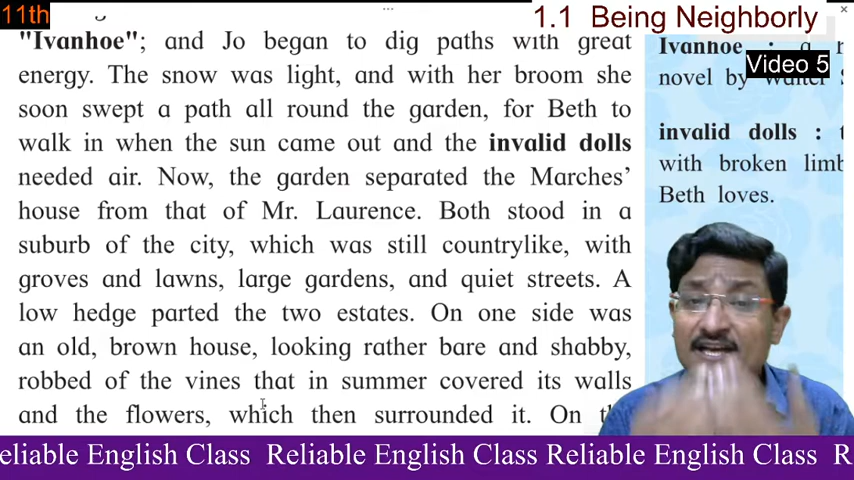 11th
1.1 Being Neighborly
"Ivanhoe"; and Jo began to dig paths with great
energy. The snow was light, and with her broom she
soon swept a path all round the garden, for Beth to
walk in when the sun came out and the invalid dolls
needed air. Now, the garden separated the Marches'
house from that of Mr. Laurence. Both stood in a
suburb of the city, which was still countrylike, with
groves and lawns, large gardens, and quiet streets. A
low hedge parted the two estates. On one side was
an old, brown house, looking rather bare and shabby,
robbed of the vines that in summer covered its walls
and the flowers, which then surrounded it. On
Ivanhoe : a
Video 5
novel by Walter
invalid dolls :
with broken limb
Beth loves.
eliable English Class Reliable English Class Reliable English Class R